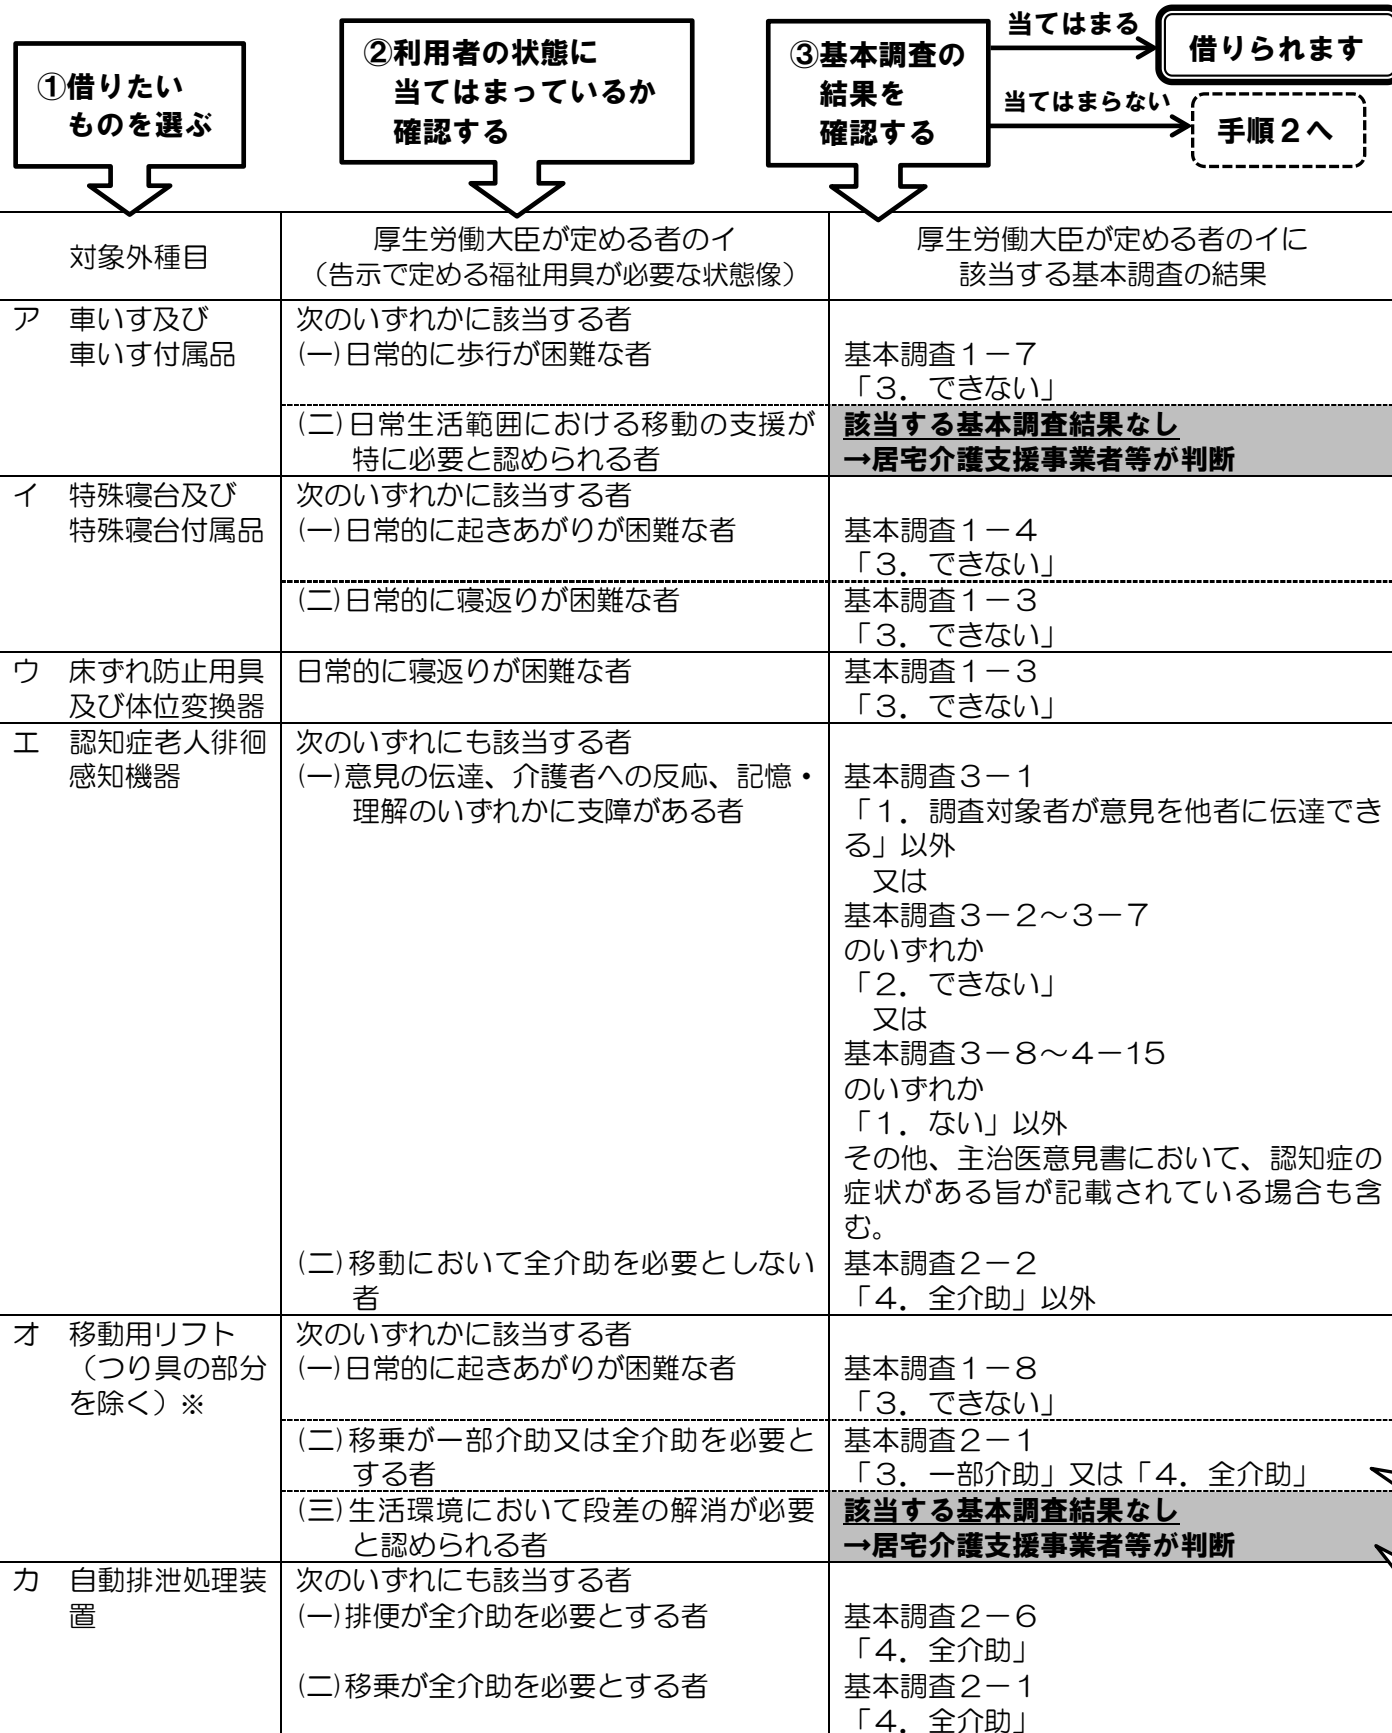 ①借りたい
ものを選ぶ
②利用者の状態に
当てはまっているか
確認する
③基本調査の
結果を
確認する
当てはまる
借りられます
当てはまらない
手順２へ
対象外種目
厚生労働大臣が定める者のイ
（告示で定める福祉用具が必要な状態像）
厚生労働大臣が定める者のイに
該当する基本調査の結果
ア　車いす及び
車いす付属品
次のいずれかに該当する者
(一)日常的に歩行が困難な者
基本調査１－７
「３．できない」
(二)日常生活範囲における移動の支援が
特に必要と認められる者
該当する基本調査結果なし
→居宅介護支援事業者等が判断
イ　特殊寝台及び
特殊寝台付属品
次のいずれかに該当する者
(一)日常的に起きあがりが困難な者
基本調査１－４
「３．できない」
(二)日常的に寝返りが困難な者
基本調査１－３
「３．できない」
ウ　床ずれ防止用具
及び体位変換器
日常的に寝返りが困難な者
基本調査１－３
「３．できない」
エ　認知症老人徘徊
感知機器
次のいずれにも該当する者
(一)意見の伝達、介護者への反応、記憶・
理解のいずれかに支障がある者
基本調査３－１
「１．調査対象者が意見を他者に伝達でき
る」以外
又は
基本調査３－２～３－７
のいずれか
「２．できない」
又は
基本調査３－８～４－15
のいずれか
「１．ない」以外
その他、主治医意見書において、認知症の
症状がある旨が記載されている場合も含
む。
(二)移動において全介助を必要としない
者
基本調査２－２
「４．全介助」以外
オ　移動用リフト
（つり具の部分
を除く）※
次のいずれかに該当する者
(一)日常的に起きあがりが困難な者
基本調査１－８
「３．できない」
(二)移乗が一部介助又は全介助を必要と
する者
基本調査２－１
「３．一部介助」又は「４．全介助」
(三)生活環境において段差の解消が必要
と認められる者
該当する基本調査結果なし
→居宅介護支援事業者等が判断
カ　自動排泄処理装
置
次のいずれにも該当する者
(一)排便が全介助を必要とする者
基本調査２－６
「４．全介助」
(二)移乗が全介助を必要とする者
基本調査２－１
「４．全介助」